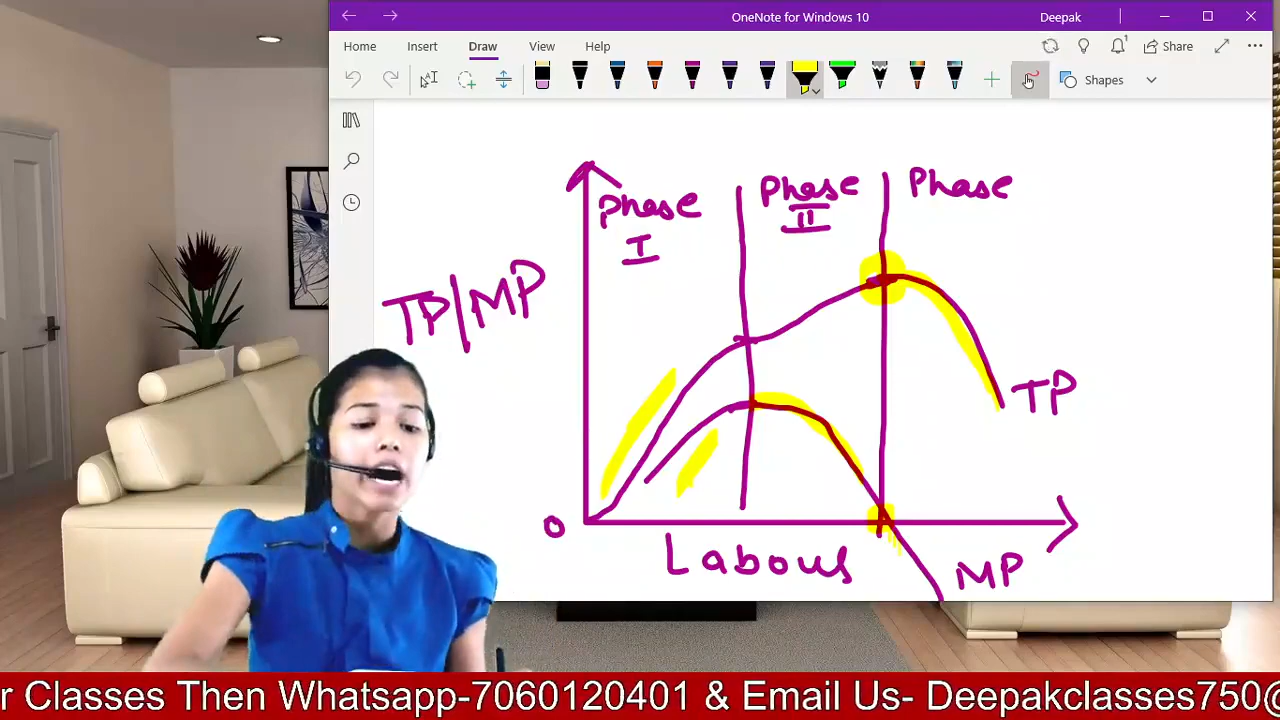 OneNote for Windows 10
Deepak
Home Insert Draw View Help
Share
Shapes
Phase I
Phase II
Phase
TP/MP
TP
O
Labour
MP
r Classes Then Whatsapp-7060120401 & Email Us- Deepakclasses750@